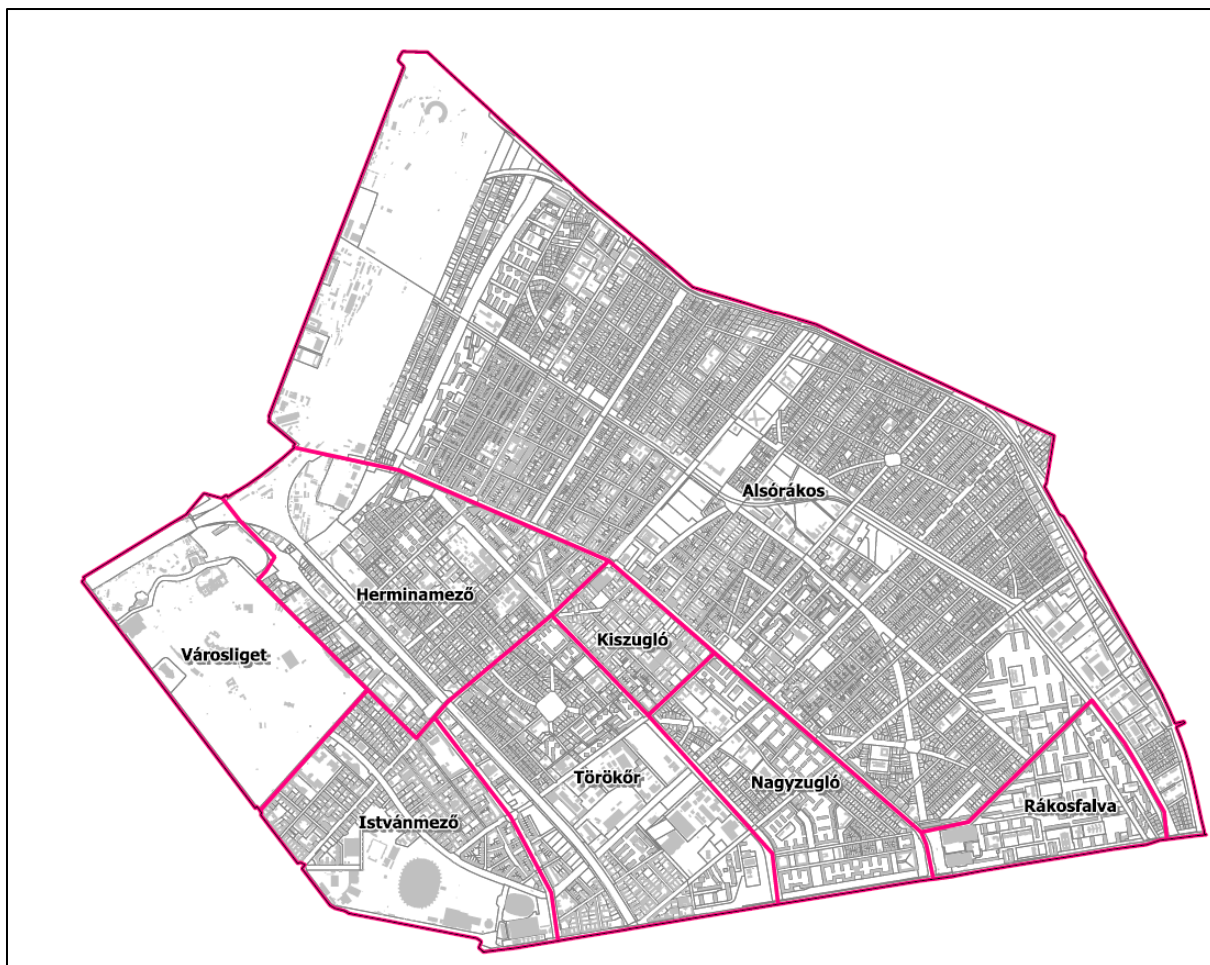 Alsórákos
Herminamező
Kiszugló
Városliget
Törökőr
Nagyzugló
Rákosfalva
Istvánmező